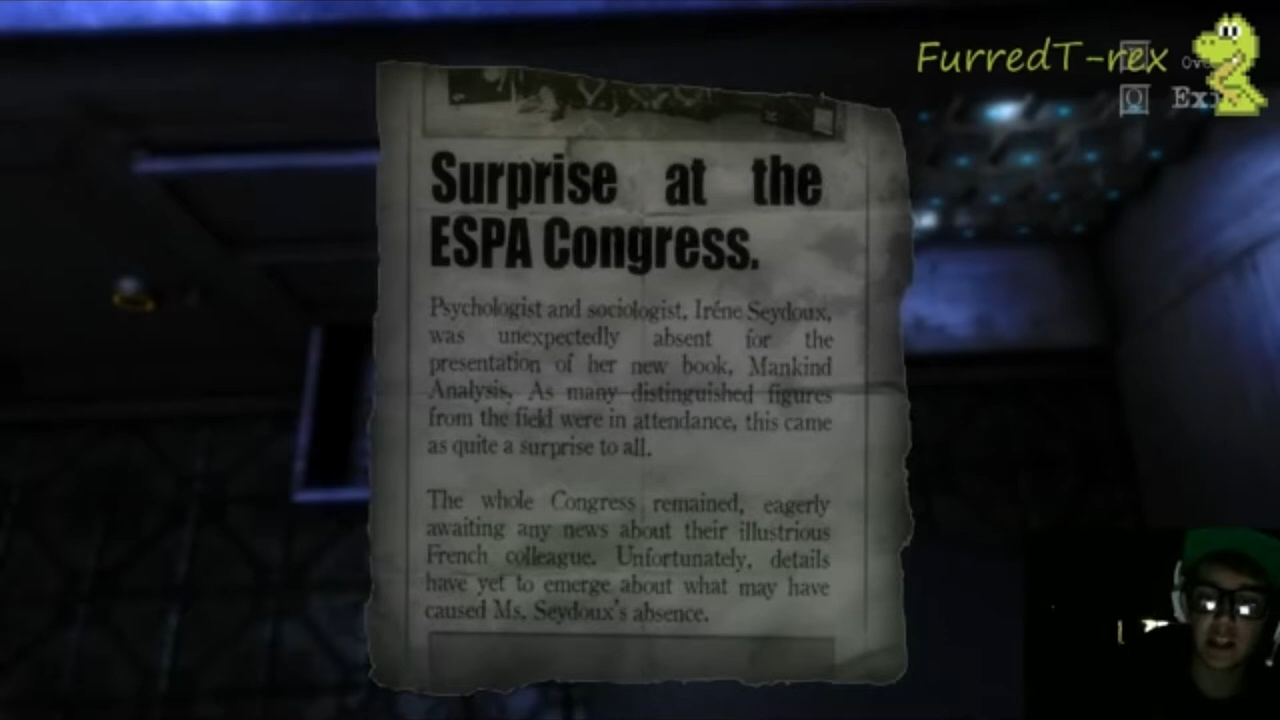 FurredT-rex
Surprise at the
ESPA Congress.
Psychologist and sociologist, Iréne Seydoux,
was unexpectedly absent for the
presentation of her new book, Mankind
Analysis. As many distinguished figures
from the field were in attendance, this came
as quite a surprise to all.
The whole Congress remained, eagerly
awaiting any news about their illustrious
French colleague. Unfortunately, details
have yet to emerge about what may have
caused Ms. Seydoux's absence.